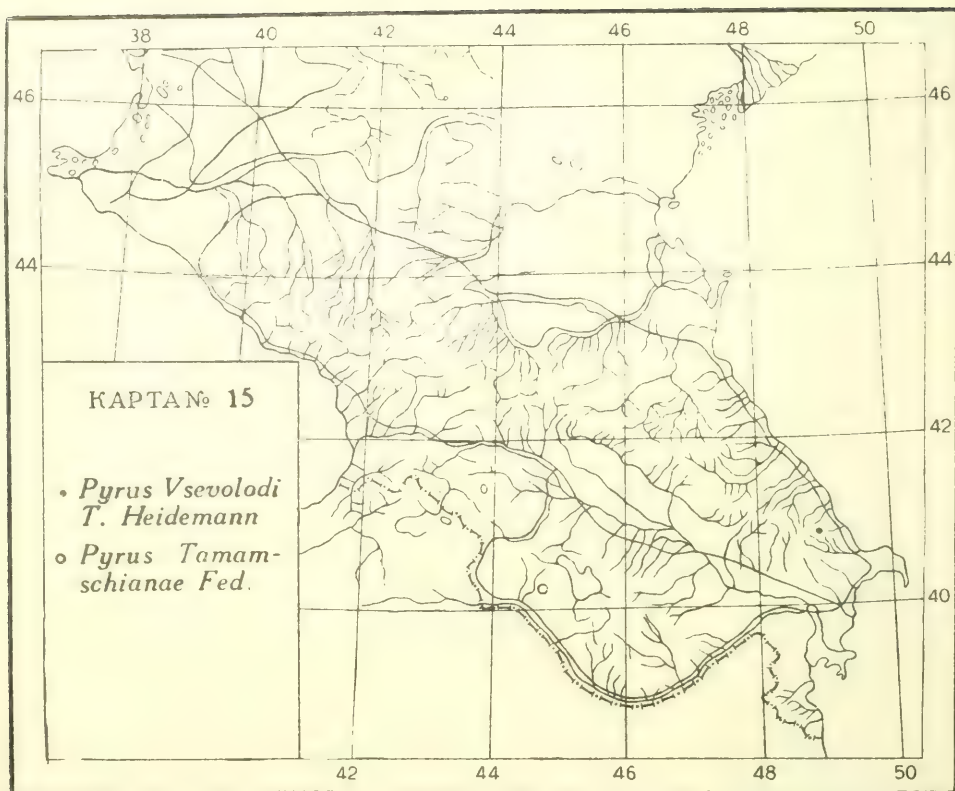 38 40 42 44 46 48 50
46 46
44 44
КАРТА № 15
42
• Pyrus Vsevolodi
T. Heidemann
o Pyrus Tamam-
schianae Fed.
40
42 44 46 48 50